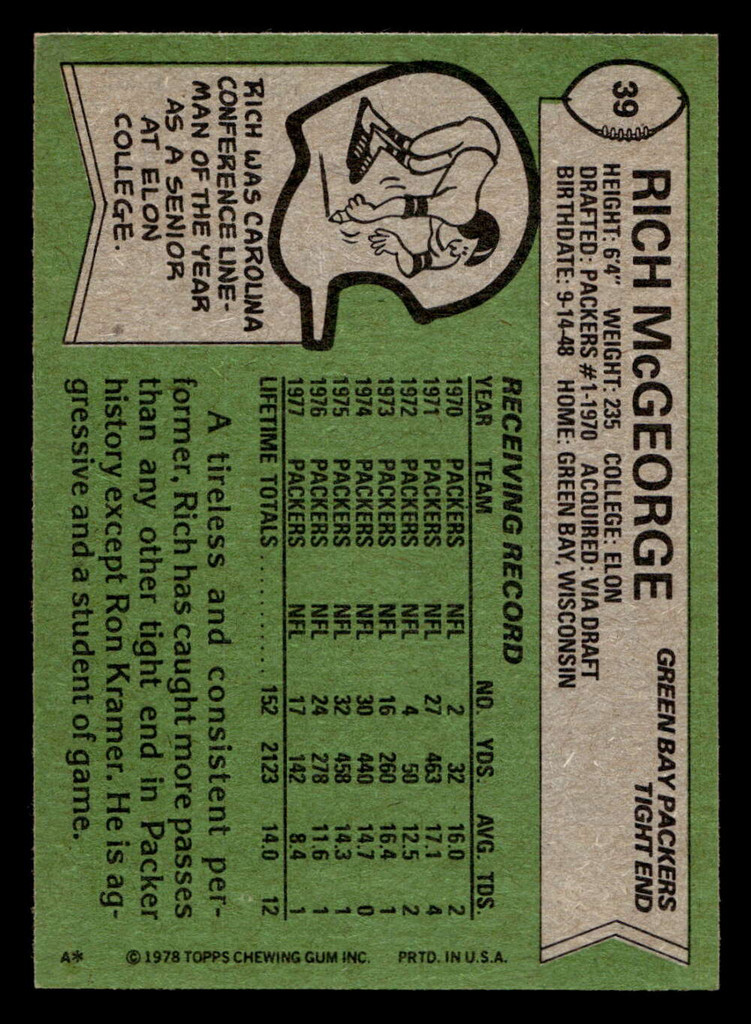 39
RICH McGEORGE
GREEN BAY PACKERS
TIGHT END
HEIGHT: 6'4" WEIGHT: 235 COLLEGE: ELON
DRAFTED: PACKERS #1-1970 ACQUIRED: VIA DRAFT
BIRTHDATE: 9-14-48 HOME: GREEN BAY, WISCONSIN
RICH WAS CAROLINA
CONFERENCE LINE-
MAN OF THE YEAR
AS A SENIOR
AT ELON
COLLEGE.
RECEIVING RECORD
YEAR TEAM NO. YDS. AVG. TDS.
1970 PACKERS NFL 2 32 16.0 2
1971 PACKERS NFL 27 463 17.1 4
1972 PACKERS NFL 4 50 12.5 2
1973 PACKERS NFL 16 260 16.4 1
1974 PACKERS NFL 30 440 14.7 0
1975 PACKERS NFL 32 458 14.3 1
1976 PACKERS NFL 24 278 11.6 1
1977 PACKERS NFL 17 142 8.4 1
LIFETIME TOTALS .......... 152 2123 14.0 12
A tireless and consistent per-
former, Rich has caught more passes
than any other tight end in Packer
history except Ron Kramer. He is ag-
gressive and a student of game.
A* © 1978 TOPPS CHEWING GUM INC. PRTD. IN U.S.A.